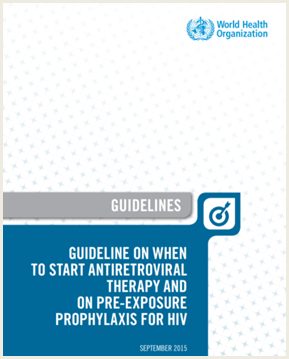 World Health
Organization
GUIDELINES
GUIDELINE ON WHEN
TO START ANTIRETROVIRAL
THERAPY AND
ON PRE-EXPOSURE
PROPHYLAXIS FOR HIV
SEPTEMBER 2015